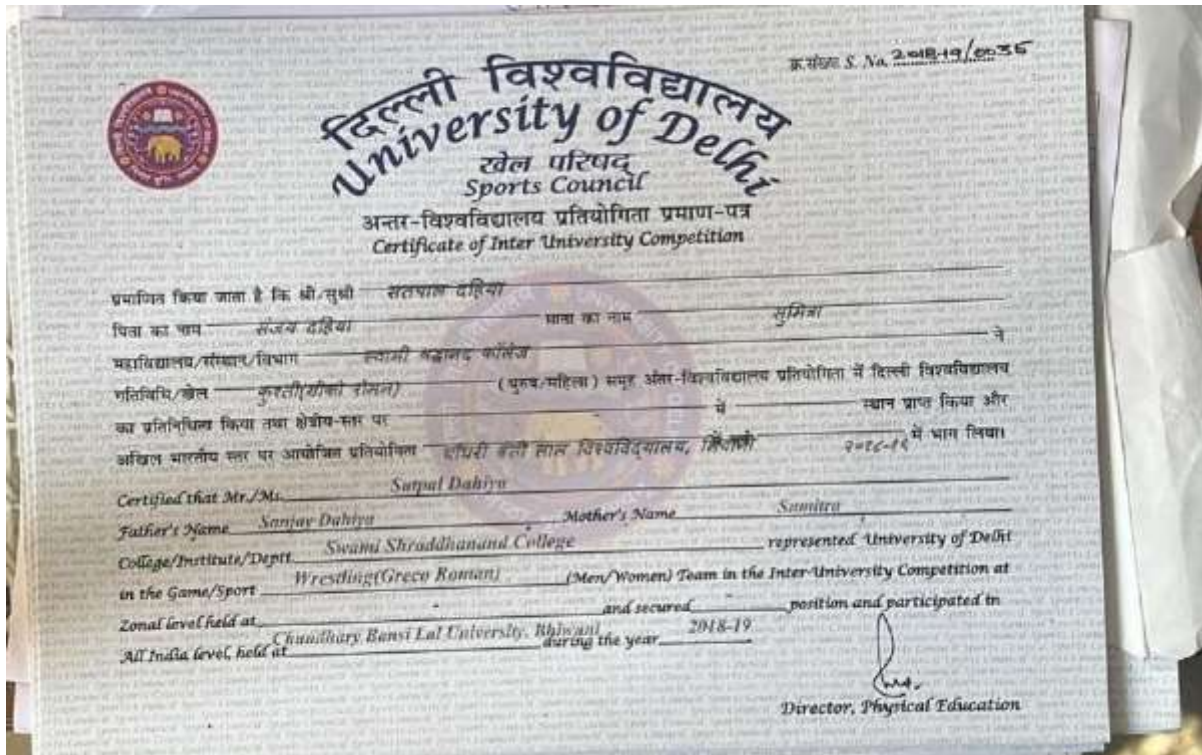 क्र.संख्या S. No. 2018-19/0035
दिल्ली विश्वविद्यालय
University of Delhi
खेल परिषद्
Sports Council
अन्तर-विश्वविद्यालय प्रतियोगिता प्रमाण-पत्र
Certificate of Inter University Competition
प्रमाणित किया जाता है कि श्री/सुश्री सतपाल दहिया
पिता का नाम संजय दहिया माता का नाम सुमित्रा
महाविद्यालय/संस्थान/विभाग स्वामी श्रद्धानंद कॉलेज ने
गतिविधि/खेल कुश्ती(ग्रीको रोमन) (पुरुष/महिला) समूह अंतर-विश्वविद्यालय प्रतियोगिता में दिल्ली विश्वविद्यालय
का प्रतिनिधित्व किया तथा क्षेत्रीय-स्तर पर में स्थान प्राप्त किया और
अखिल भारतीय स्तर पर आयोजित प्रतियोगिता चौधरी बंसी लाल विश्वविद्यालय, भिवानी २०१८-१९ में भाग लिया।
Certified that Mr./Ms. Satpal Dahiya
Father's Name Sanjay Dahiya Mother's Name Sumitra
College/Institute/Deptt. Swami Shraddhanand College represented University of Delhi
in the Game/Sport Wrestling(Greco Roman) (Men/Women) Team in the Inter-University Competition at
Zonal level held at and secured position and participated in
All India level, held at Chaudhary Bansi Lal University, Bhiwani during the year 2018-19
Director, Physical Education